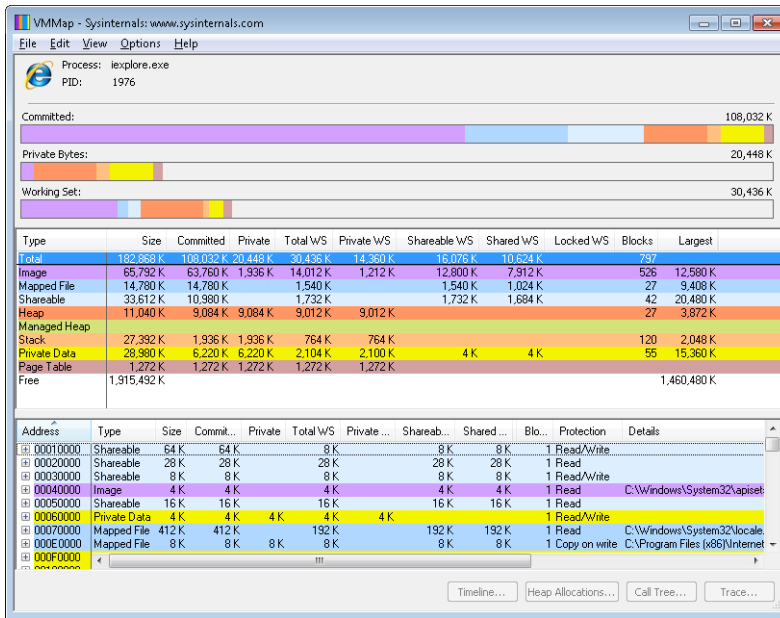 VMMap - Sysinternals: www.sysinternals.com
File Edit View Options Help
Process: iexplore.exe
PID: 1976
Committed: 108,032 K
Private Bytes: 20,448 K
Working Set: 30,436 K
Type Size Committed Private Total WS Private WS Shareable WS Shared WS Locked WS Blocks Largest
Total 182,868 K 108,032 K 20,448 K 30,436 K 14,360 K 16,076 K 10,624 K 797
Image 65,792 K 63,760 K 1,936 K 14,012 K 1,212 K 12,800 K 7,912 K 526 12,580 K
Mapped File 14,780 K 14,780 K 1,540 K 1,540 K 1,024 K 27 9,408 K
Shareable 33,612 K 10,980 K 1,732 K 1,732 K 1,684 K 42 20,480 K
Heap 11,040 K 9,084 K 9,084 K 9,012 K 9,012 K 27 3,872 K
Managed Heap
Stack 27,392 K 1,936 K 1,936 K 764 K 764 K 120 2,048 K
Private Data 28,980 K 6,220 K 6,220 K 2,104 K 2,100 K 4 K 4 K 55 15,360 K
Page Table 1,272 K 1,272 K 1,272 K 1,272 K 1,272 K
Free 1,915,492 K 1,460,480 K
Address Type Size Commit... Private Total WS Private ... Shareab... Shared ... Blo... Protection Details
00010000 Shareable 64 K 64 K 8 K 8 K 8 K 1 Read/Write
00020000 Shareable 28 K 28 K 28 K 28 K 28 K 1 Read
00030000 Shareable 8 K 8 K 8 K 8 K 8 K 1 Read/Write
00040000 Image 4 K 4 K 4 K 4 K 4 K 1 Read C:\Windows\System32\apiset
00050000 Shareable 16 K 16 K 16 K 16 K 16 K 1 Read
00060000 Private Data 4 K 4 K 4 K 4 K 4 K 1 Read/Write
00070000 Mapped File 412 K 412 K 192 K 192 K 192 K 1 Read C:\Windows\System32\locale.
000E0000 Mapped File 8 K 8 K 8 K 8 K 8 K 8 K 1 Copy on write C:\Program Files (x86)\Internet
000F0000
Timeline... Heap Allocations... Call Tree... Trace...